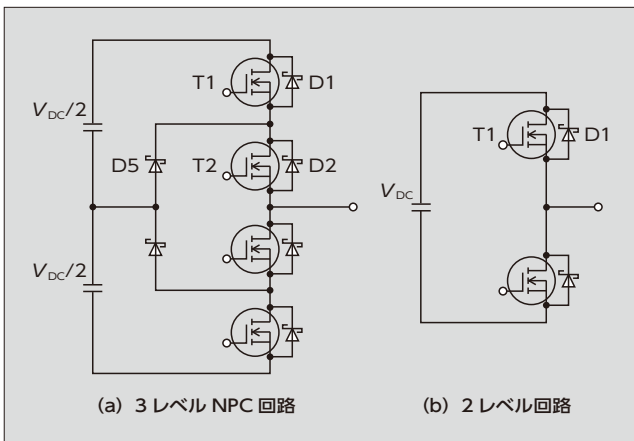 T1
D1
V_DC/2
D5
T2
D2
V_DC/2
(a) 3レベル NPC 回路
T1
D1
V_DC
(b) 2レベル回路